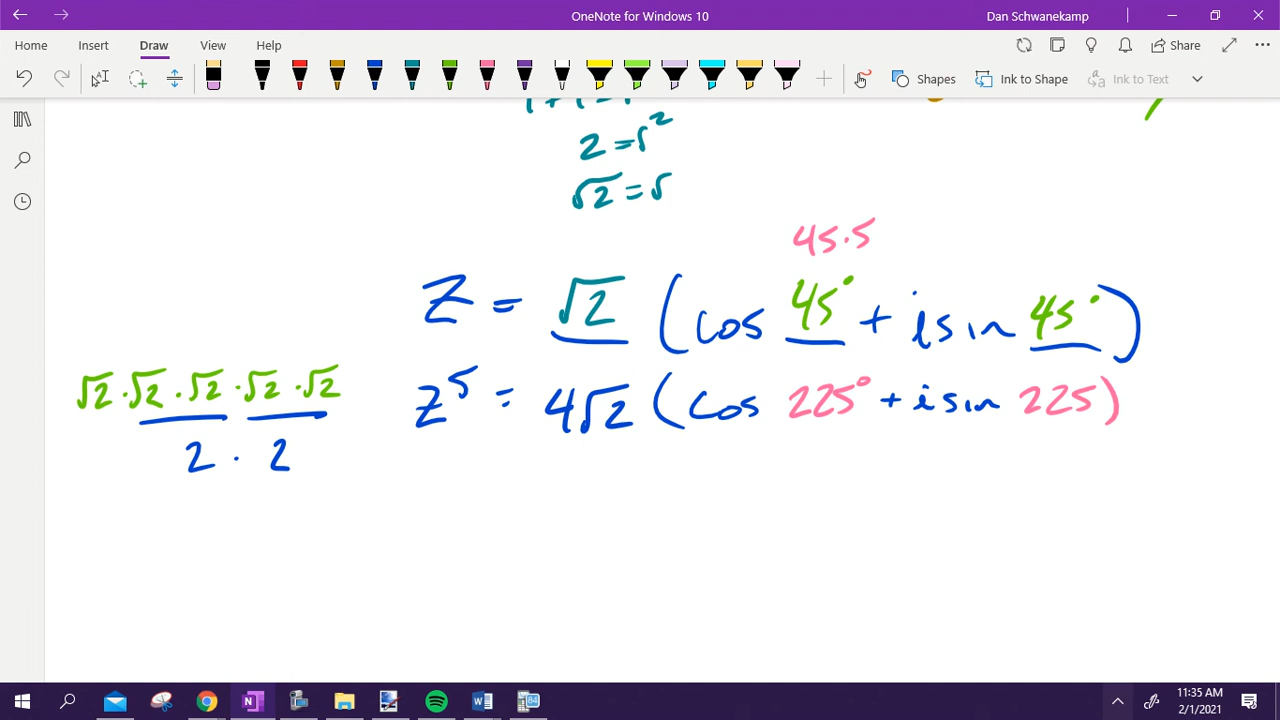 OneNote for Windows 10
Dan Schwanekamp
Home Insert Draw View Help
Share
Shapes Ink to Shape Ink to Text
2 = r²
√2 = r
45·5
Z = √2 (cos 45° + i sin 45°)
√2 · √2 · √2 · √2 · √2
z⁵ = 4√2 (cos 225° + i sin 225)
2 · 2
11:35 AM
2/1/2021